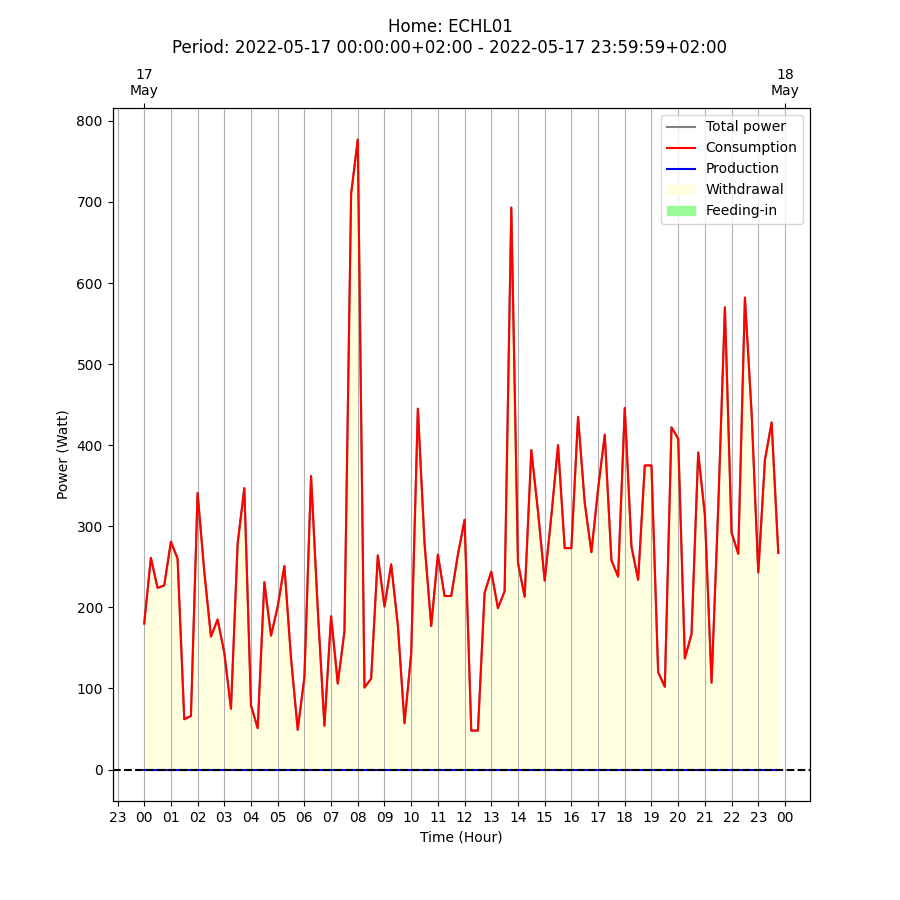 Home: ECHL01
Period: 2022-05-17 00:00:00+02:00 - 2022-05-17 23:59:59+02:00
17 18
May May
Total power
Consumption
Production
Withdrawal
Feeding-in
800
700
600
500
400
300
200
100
0
Power (Watt)
23 00 01 02 03 04 05 06 07 08 09 10 11 12 13 14 15 16 17 18 19 20 21 22 23 00
Time (Hour)